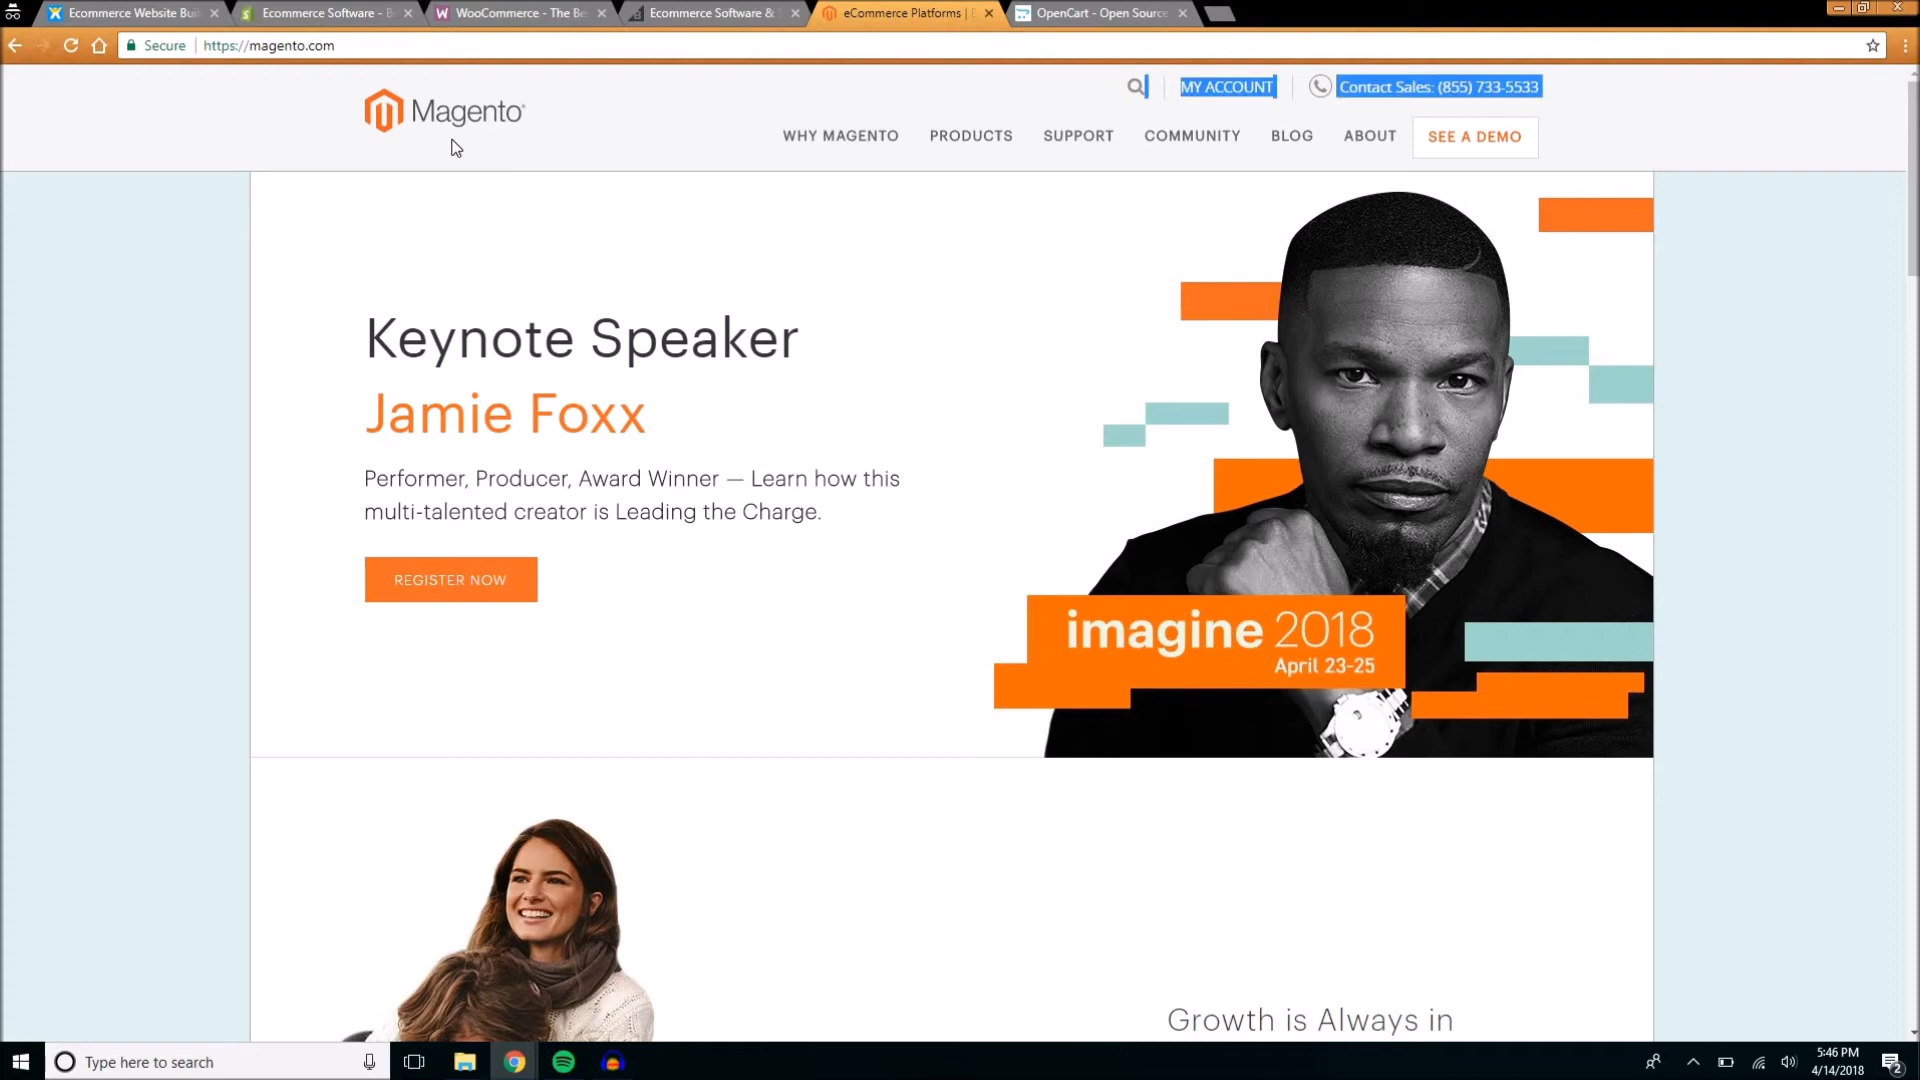 Ecommerce Website Bui
Ecommerce Software - B
WooCommerce - The Be
Ecommerce Software &
eCommerce Platforms | E
OpenCart - Open Source
Secure
https://magento.com
MY ACCOUNT
Contact Sales: (855) 733-5533
Magento
WHY MAGENTO
PRODUCTS
SUPPORT
COMMUNITY
BLOG
ABOUT
SEE A DEMO
Keynote Speaker
Jamie Foxx
Performer, Producer, Award Winner — Learn how this
multi-talented creator is Leading the Charge.
REGISTER NOW
imagine 2018
April 23-25
Growth is Always in
Type here to search
5:46 PM
4/14/2018
2